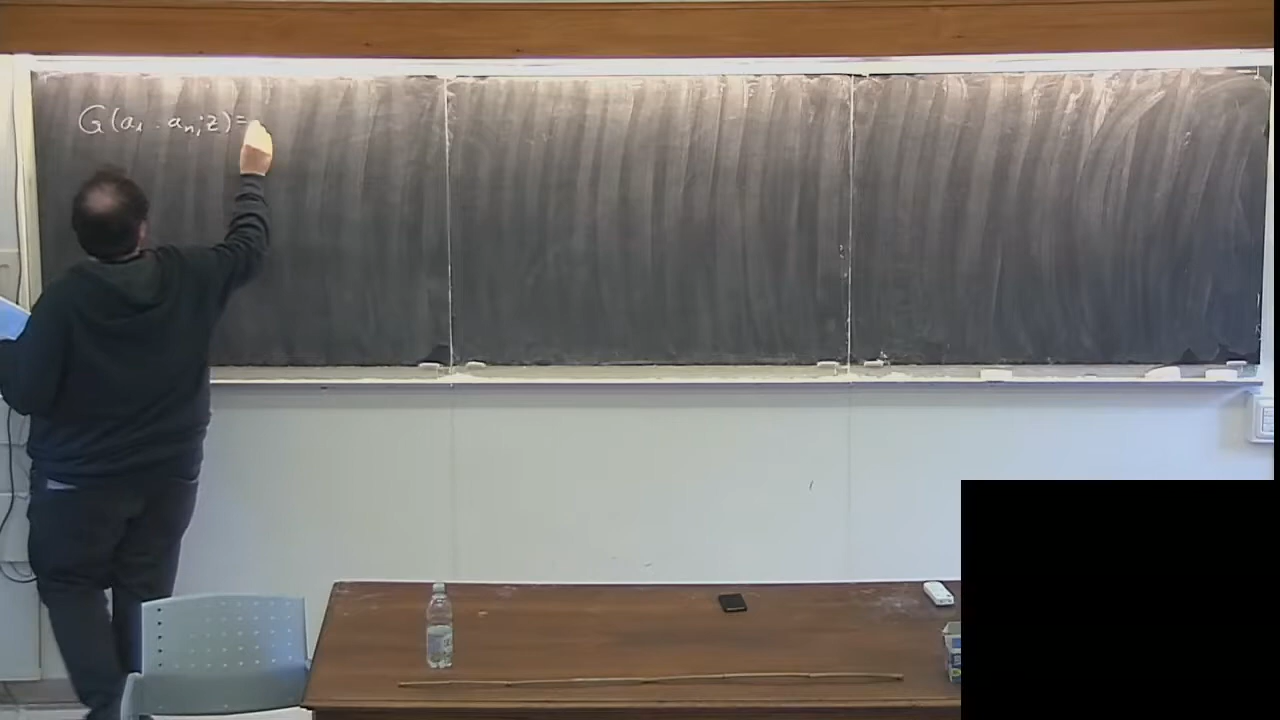 G(a₁ .. aₙ; z) =